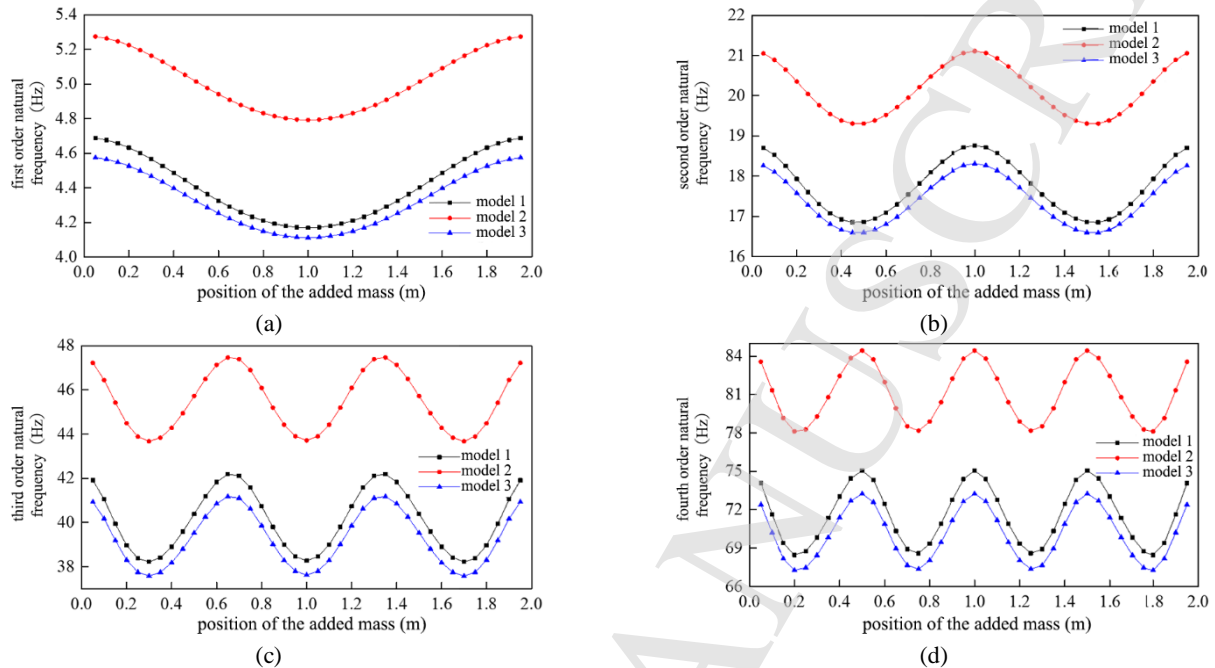 5.4
5.2
5.0
4.8
4.6
4.4
4.2
4.0
first order natural
frequency (Hz)
model 1
model 2
model 3
0.0 0.2 0.4 0.6 0.8 1.0 1.2 1.4 1.6 1.8 2.0
position of the added mass (m)
(a)
22
21
20
19
18
17
16
second order natural
frequency (Hz)
model 1
model 2
model 3
0.0 0.2 0.4 0.6 0.8 1.0 1.2 1.4 1.6 1.8 2.0
position of the added mass (m)
(b)
48
46
44
42
40
38
third order natural
frequency (Hz)
model 1
model 2
model 3
0.0 0.2 0.4 0.6 0.8 1.0 1.2 1.4 1.6 1.8 2.0
position of the added mass (m)
(c)
84
81
78
75
72
69
66
fourth order natural
frequency (Hz)
model 1
model 2
model 3
0.0 0.2 0.4 0.6 0.8 1.0 1.2 1.4 1.6 1.8 2.0
position of the added mass (m)
(d)